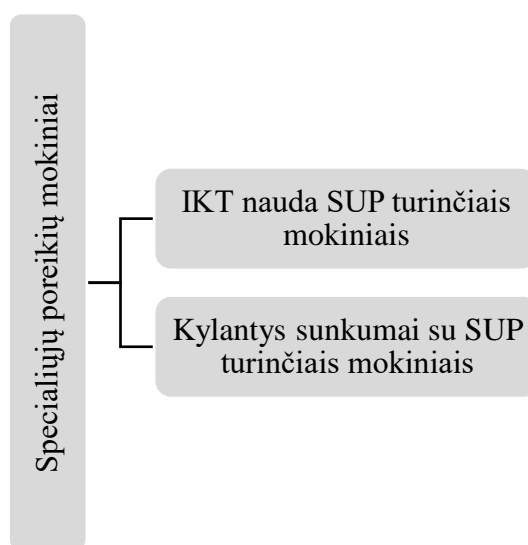 Specialiųjų poreikių mokiniai
IKT nauda SUP turinčiais
mokiniais
Kylantys sunkumai su SUP
turinčiais mokiniais